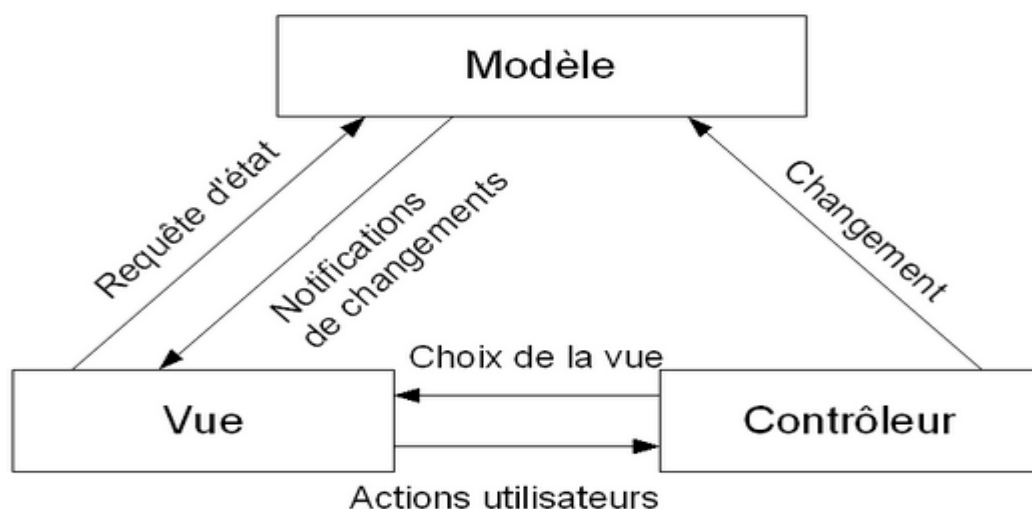 Modèle
Requête d'état
Notifications
de changements
Changement
Choix de la vue
Vue
Contrôleur
Actions utilisateurs